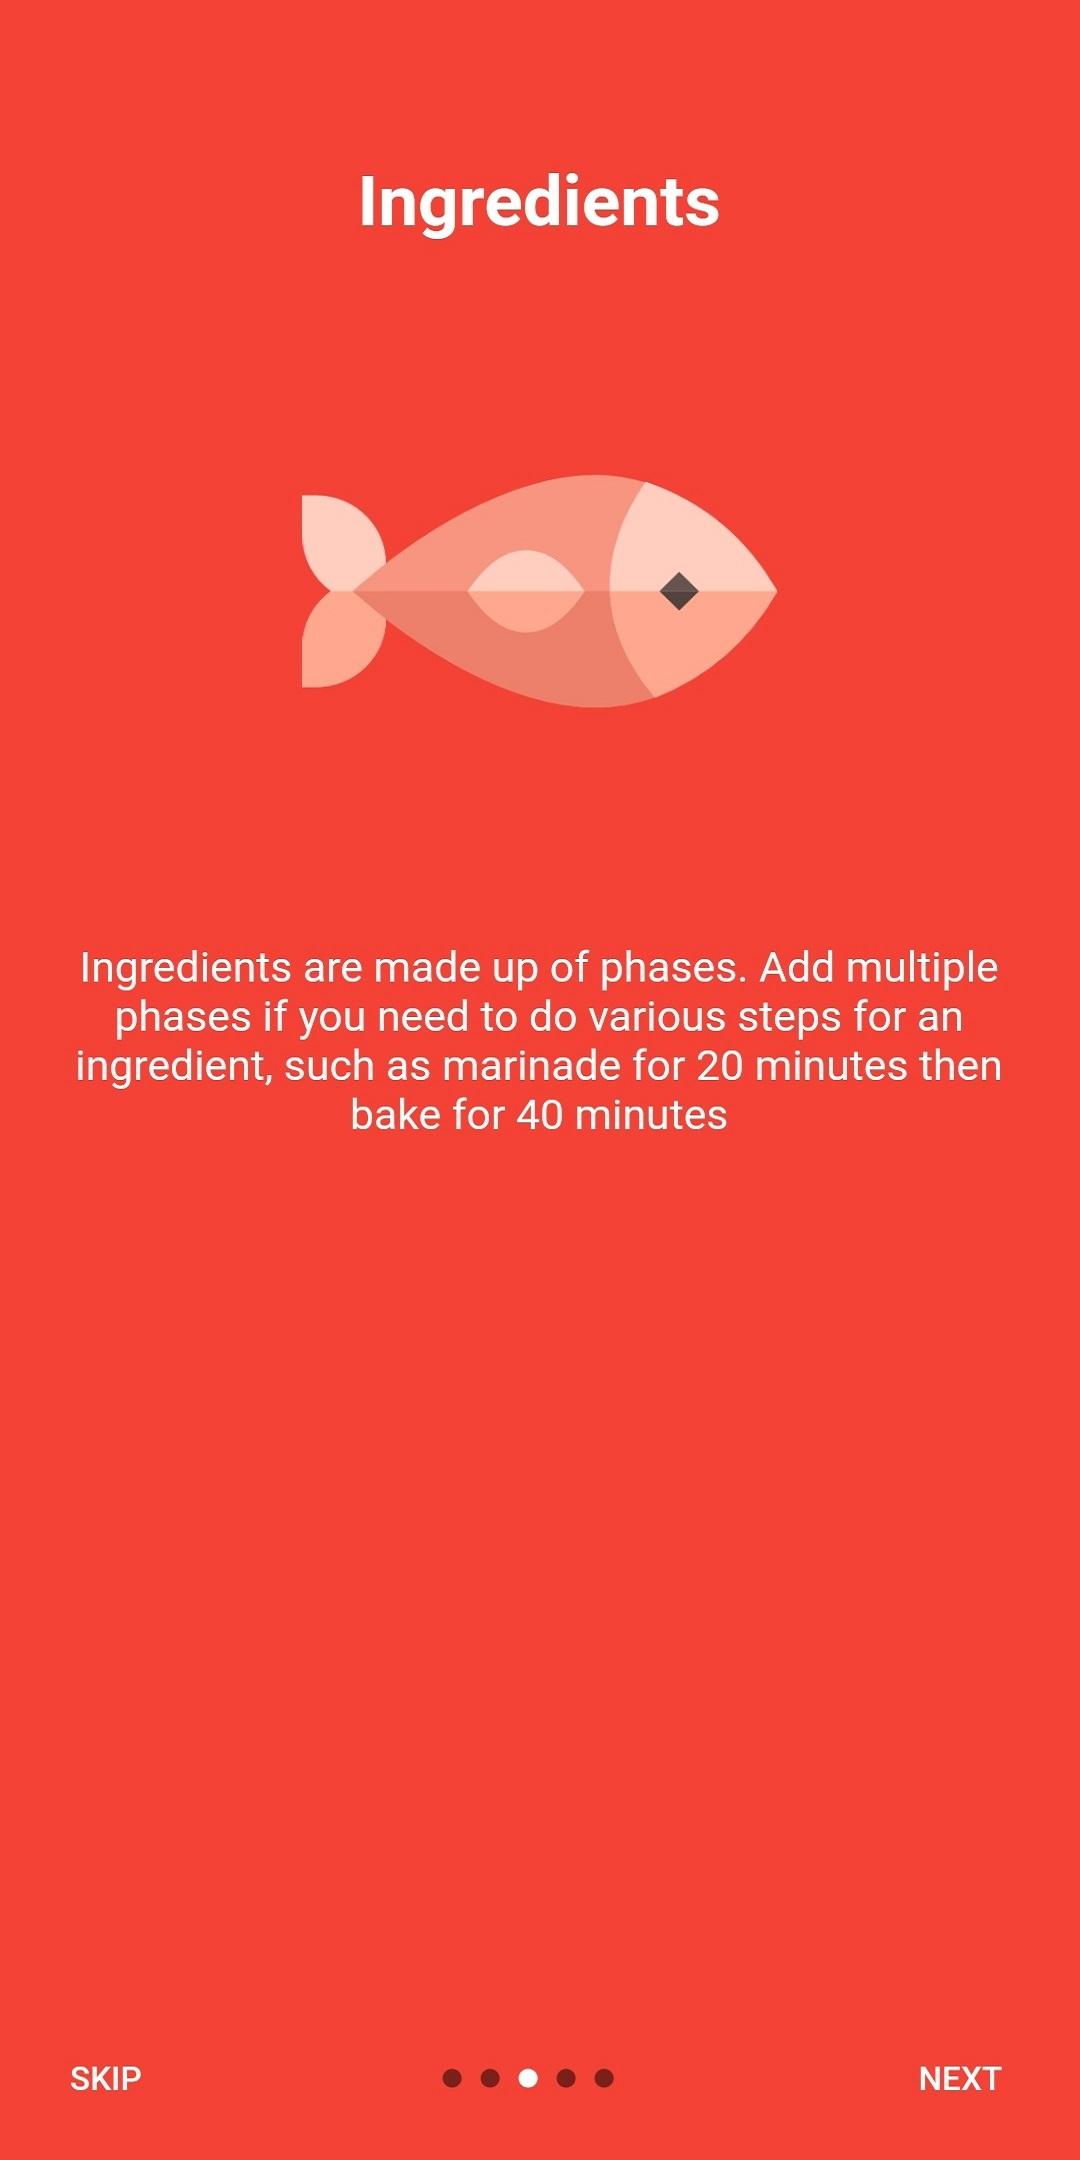 Ingredients
Ingredients are made up of phases. Add multiple
phases if you need to do various steps for an
ingredient, such as marinade for 20 minutes then
bake for 40 minutes
SKIP
NEXT